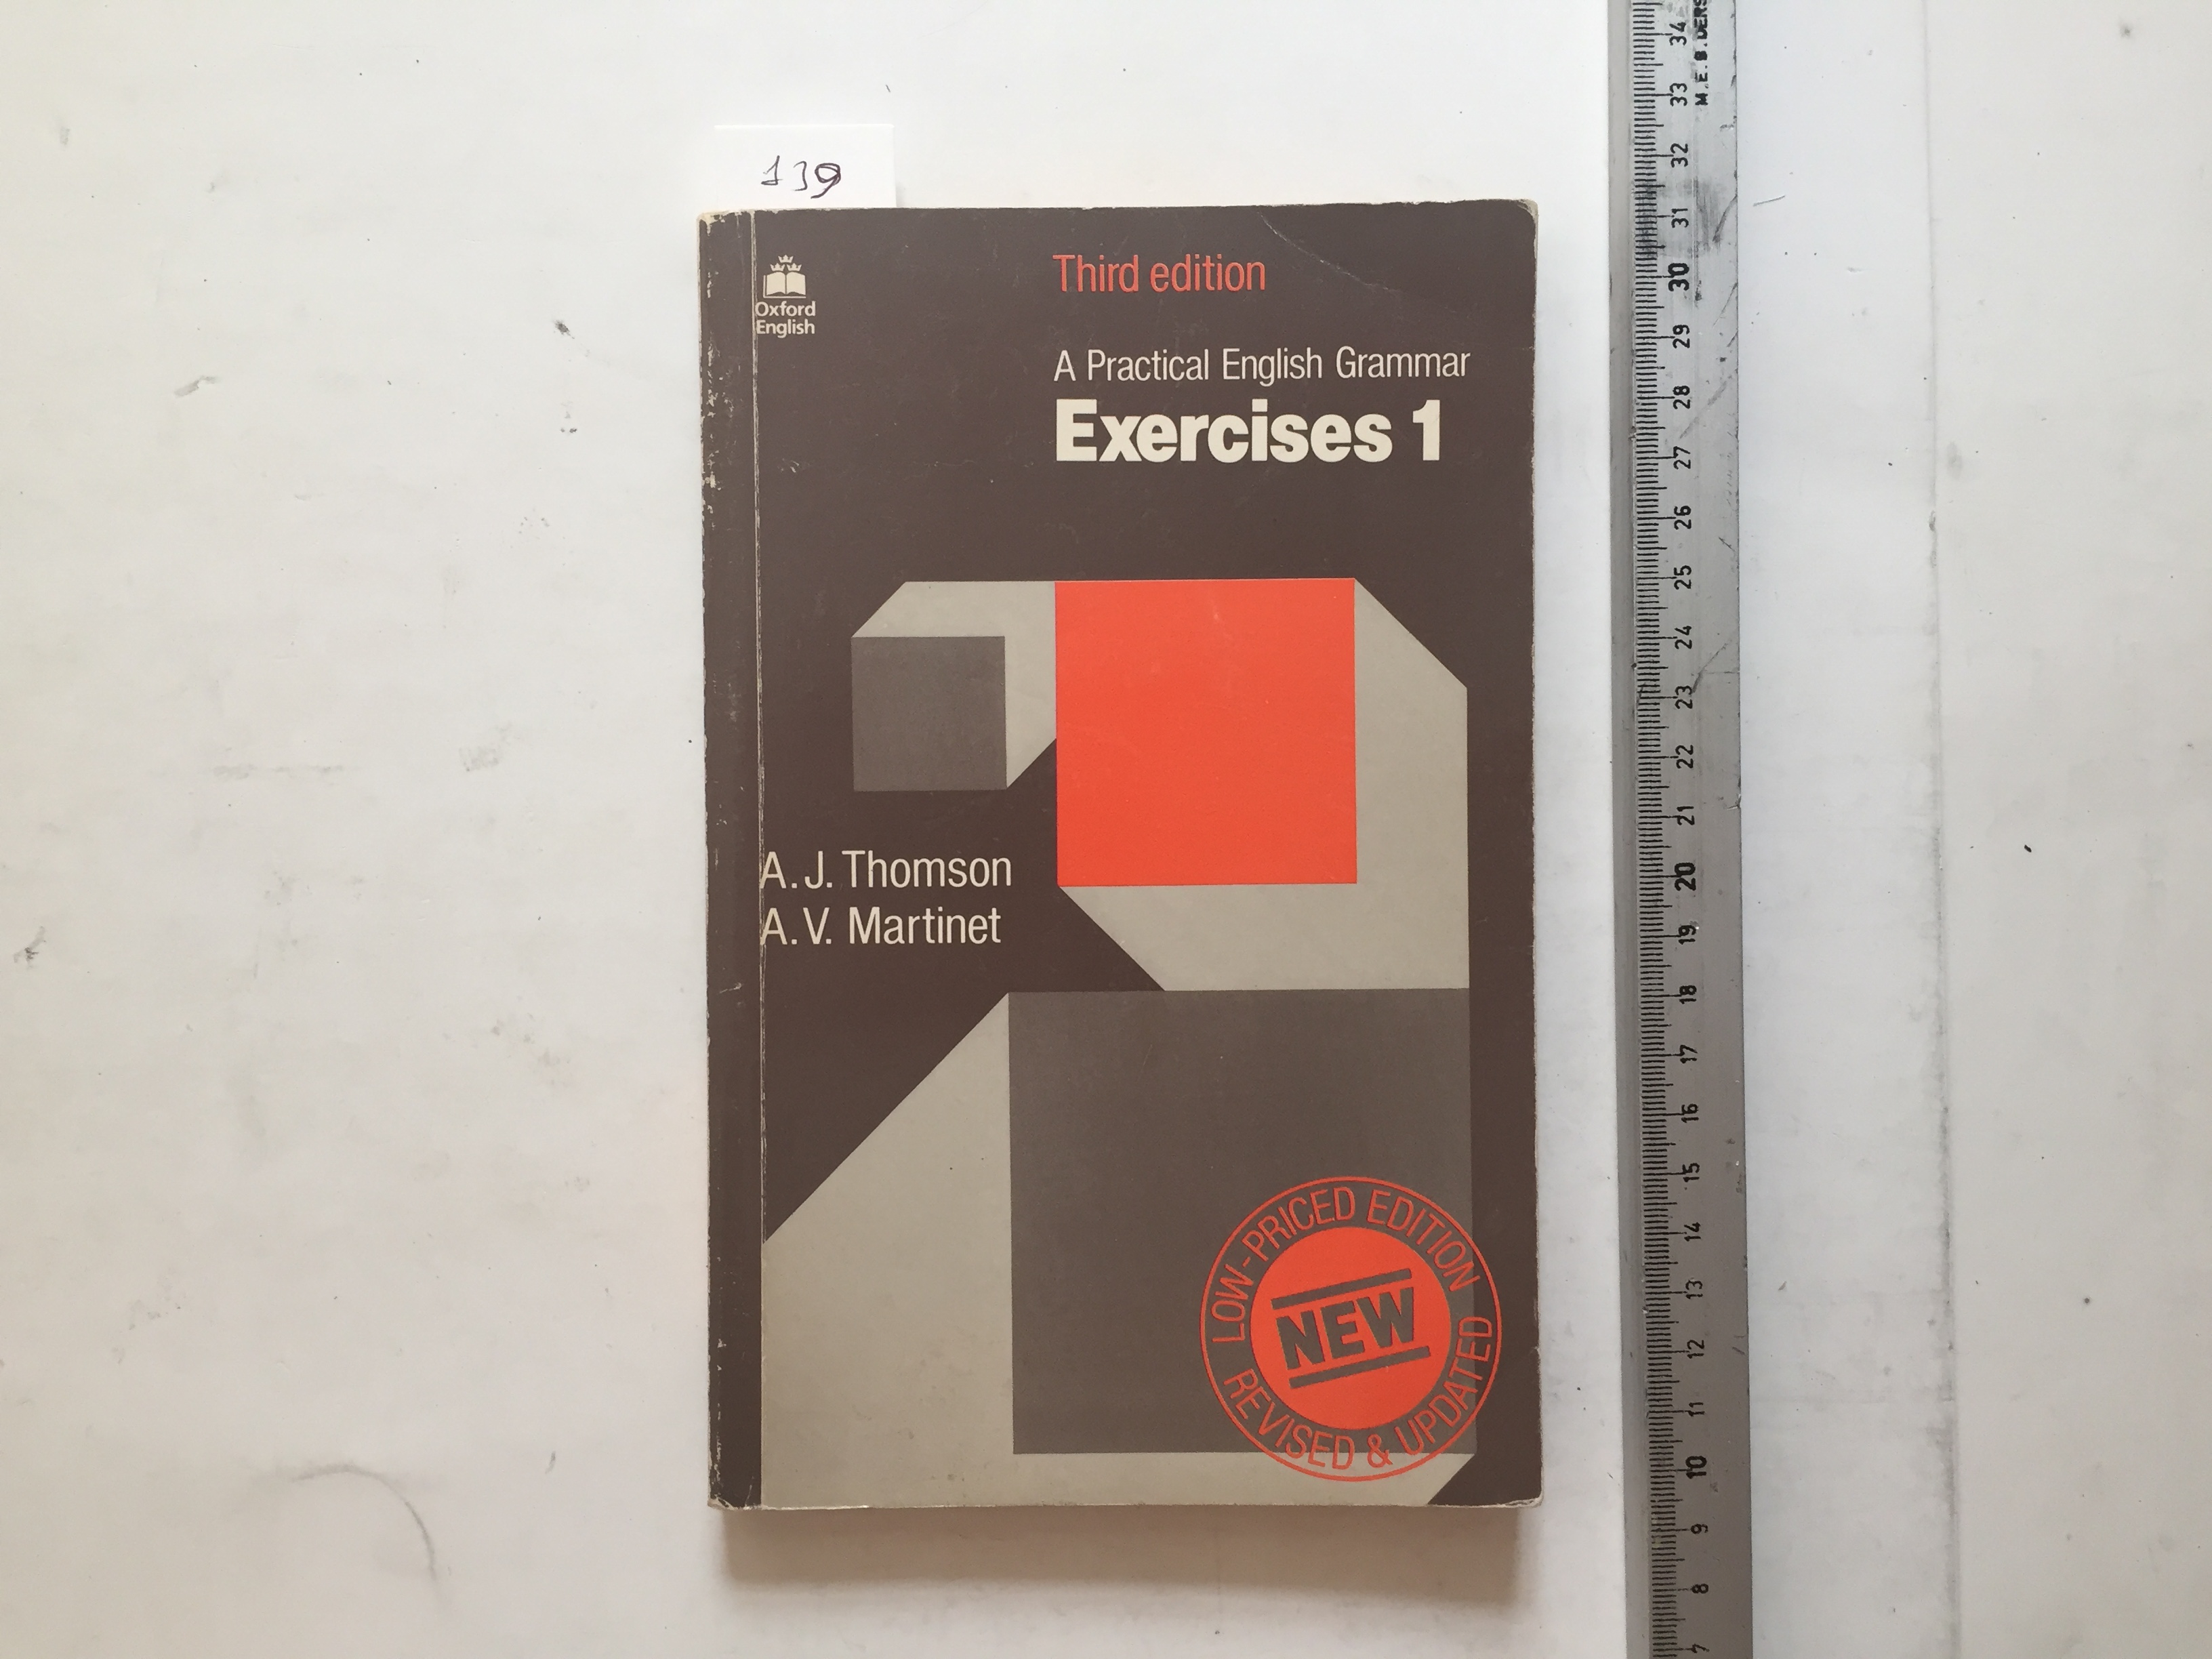 139
Oxford
English
Third edition
A Practical English Grammar
Exercises 1
A. J. Thomson
A. V. Martinet
LOW-PRICED EDITION
NEW
REVISED & UPDATED
34
33
32
31
30
29
28
27
26
25
24
23
22
21
20
19
18
17
16
15
14
13
12
11
10
9
8
7